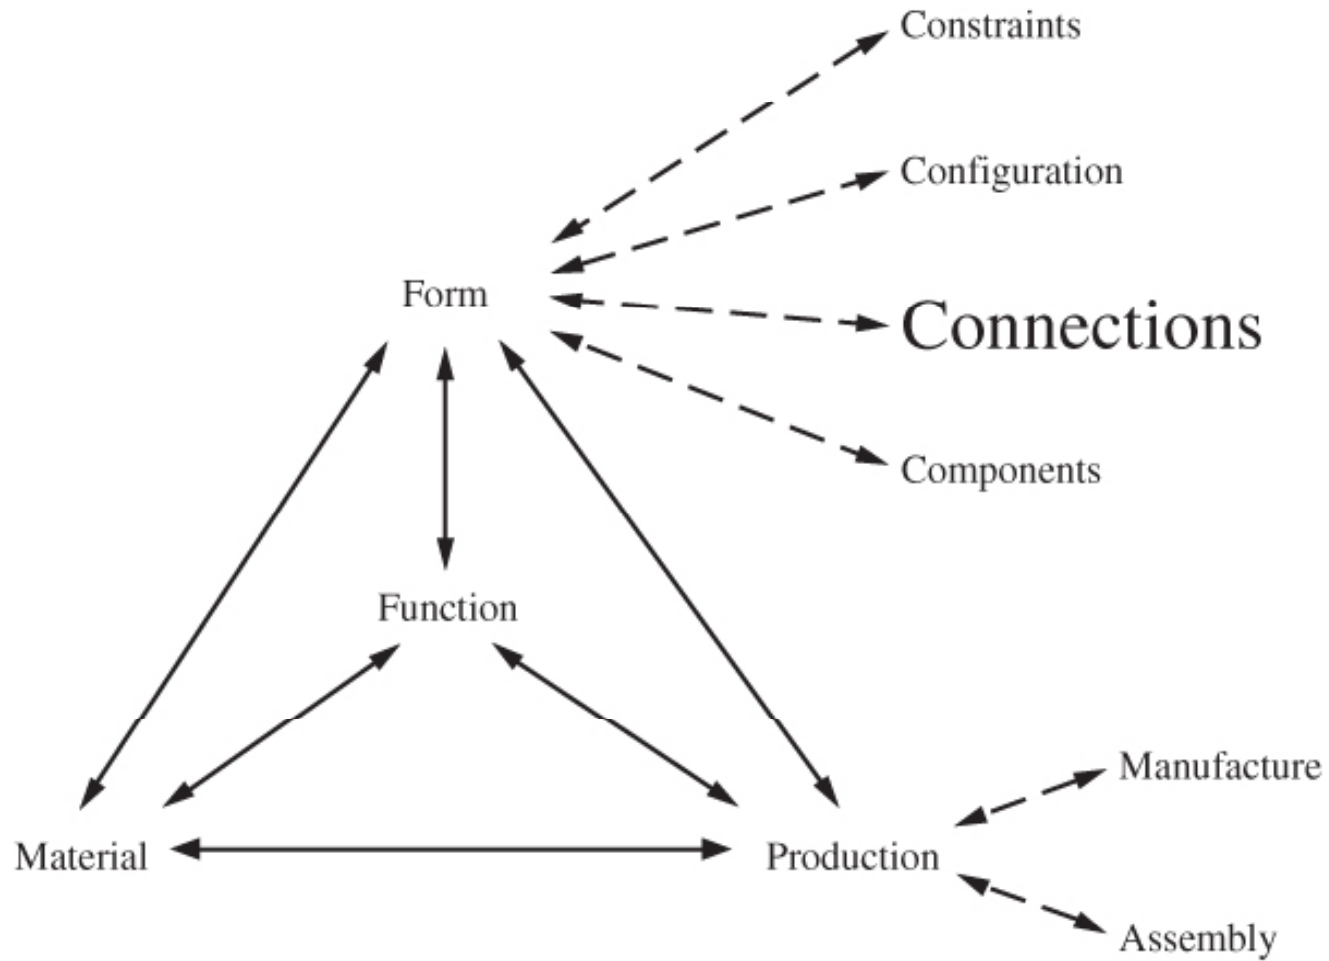 Constraints
Configuration
Form
Connections
Components
Function
Manufacture
Material
Production
Assembly